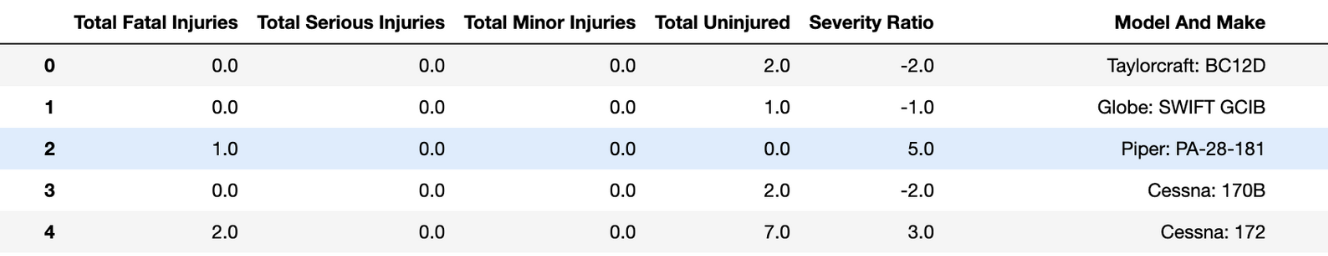 Total Fatal Injuries Total Serious Injuries Total Minor Injuries Total Uninjured Severity Ratio Model And Make
0 0.0 0.0 0.0 2.0 -2.0 Taylorcraft: BC12D
1 0.0 0.0 0.0 1.0 -1.0 Globe: SWIFT GCIB
2 1.0 0.0 0.0 0.0 5.0 Piper: PA-28-181
3 0.0 0.0 0.0 2.0 -2.0 Cessna: 170B
4 2.0 0.0 0.0 7.0 3.0 Cessna: 172